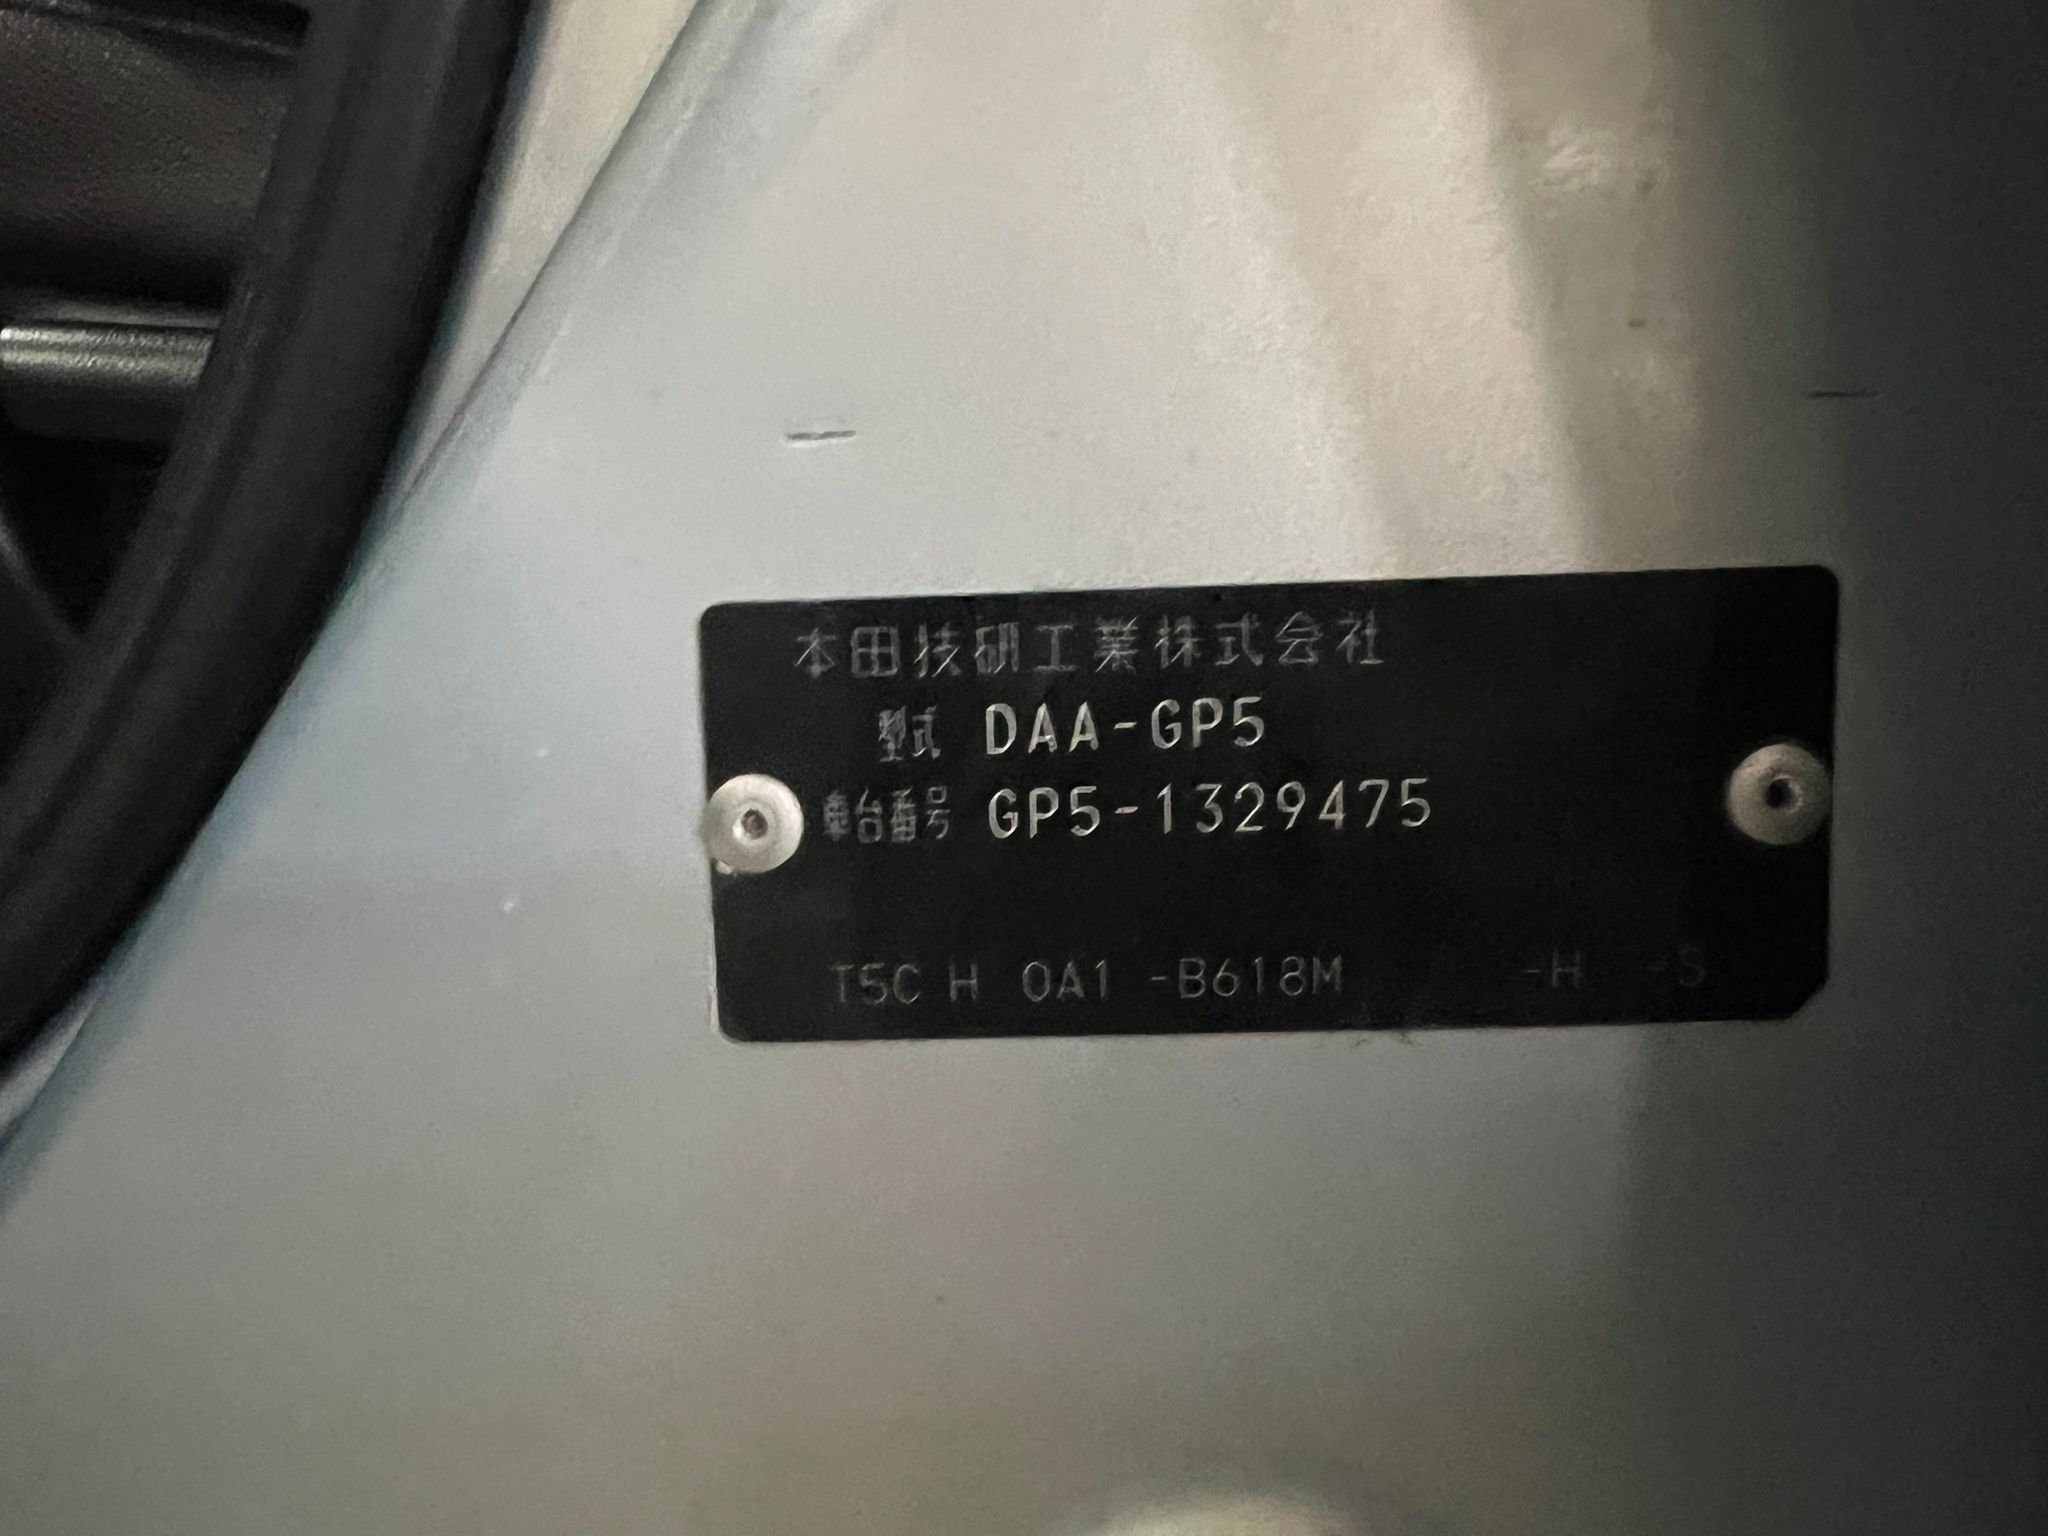 本田技研工業株式会社
型式 DAA-GP5
車台番号 GP5-1329475
T5C H 0A1 -B618M -H -S